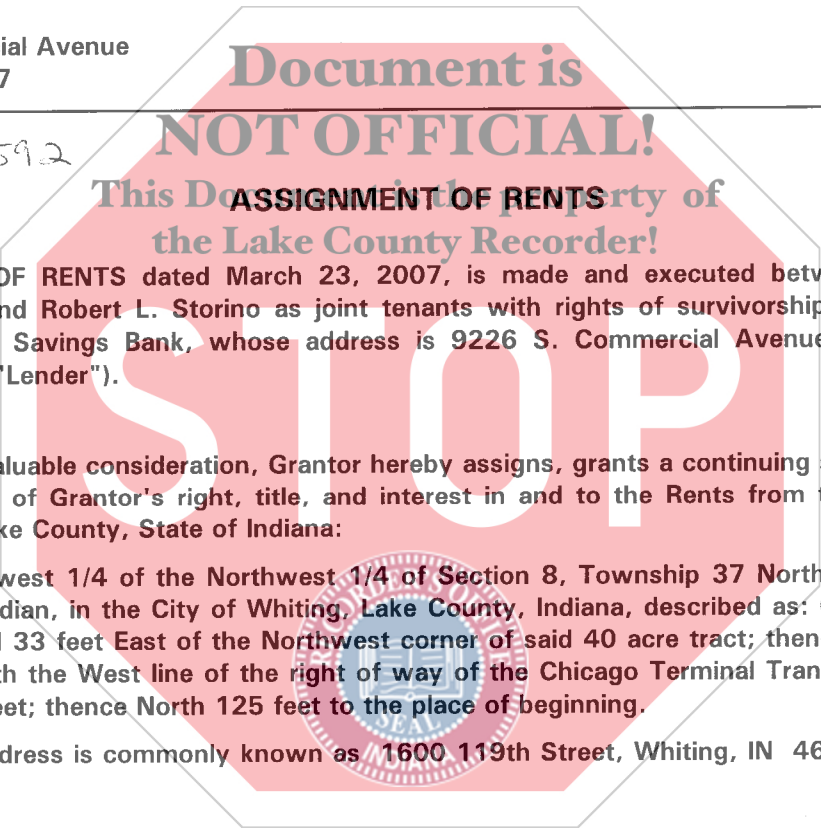 ial Avenue
7
592
Document is
NOT OFFICIAL!
This Document is the property of
the Lake County Recorder!
ASSIGNMENT OF RENTS
OF RENTS dated March 23, 2007, is made and executed betw
nd Robert L. Storino as joint tenants with rights of survivorship
Savings Bank, whose address is 9226 S. Commercial Avenue
"Lender").
aluable consideration, Grantor hereby assigns, grants a continuing
of Grantor's right, title, and interest in and to the Rents from
ke County, State of Indiana:
west 1/4 of the Northwest 1/4 of Section 8, Township 37 North
dian, in the City of Whiting, Lake County, Indiana, described as:
33 feet East of the Northwest corner of said 40 acre tract; then
th the West line of the right of way of the Chicago Terminal Tran
eet; thence North 125 feet to the place of beginning.
dress is commonly known as 1600 119th Street, Whiting, IN 46
STOP
SEAL
INDIANA